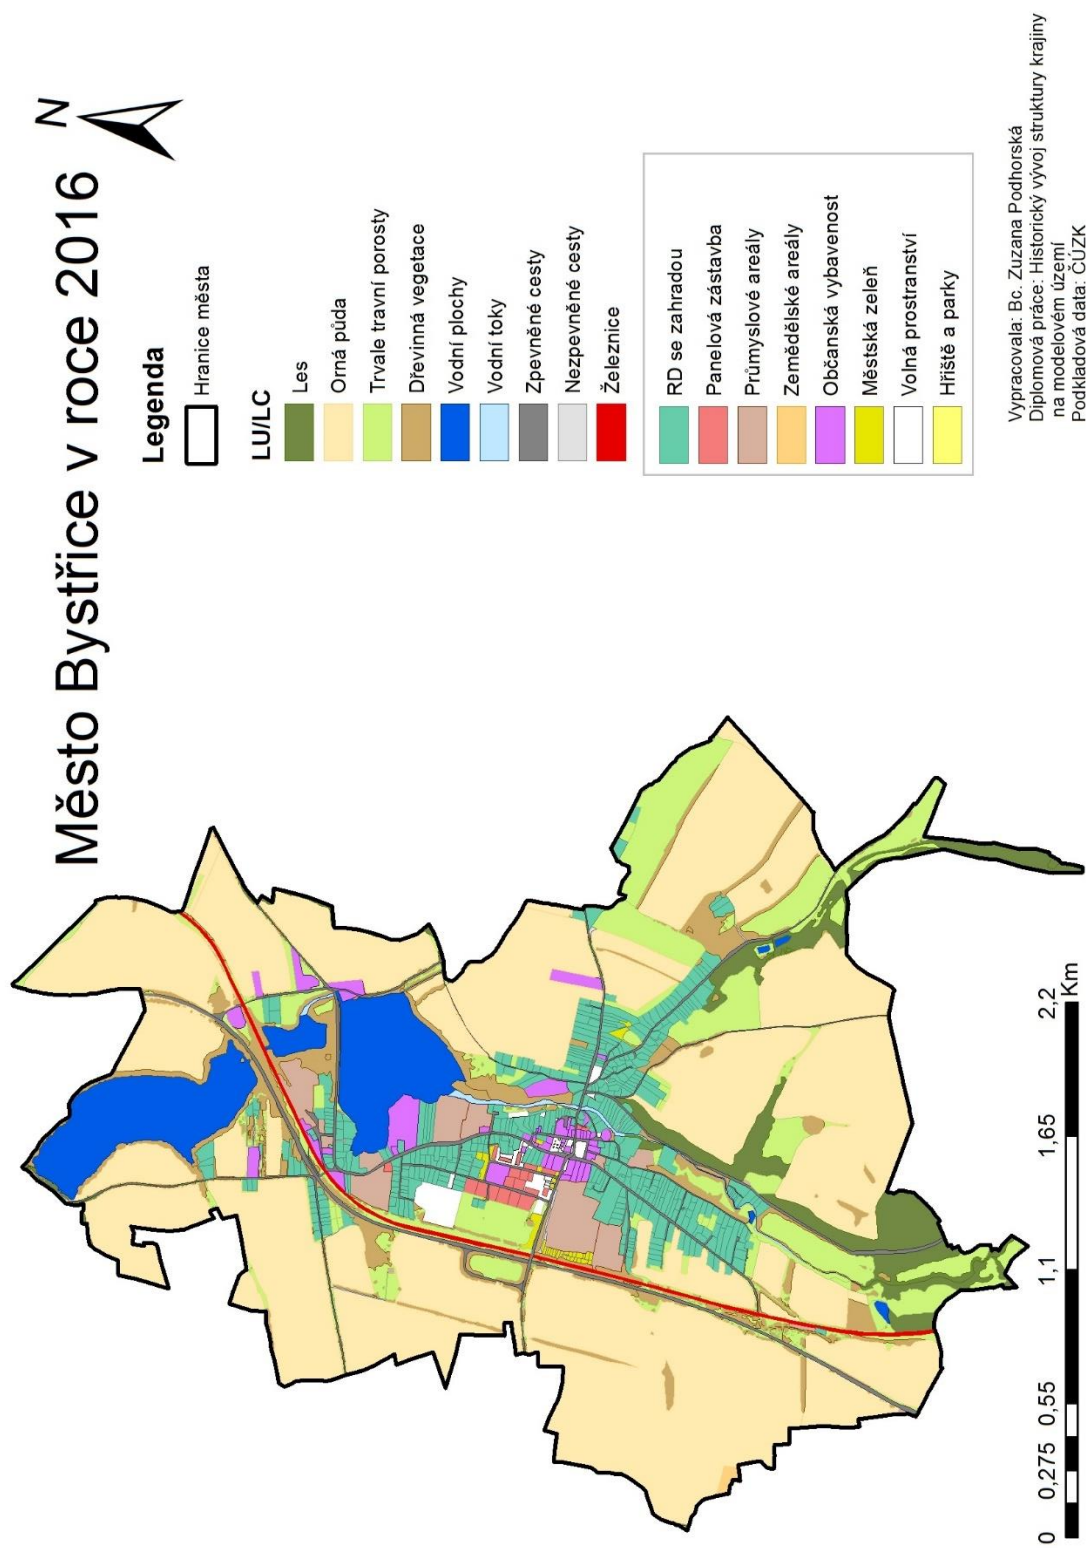 Město Bystřice v roce 2016
N
Legenda
Hranice města
LU/LC
Les
Orná půda
Trvale travní porosty
Dřevinná vegetace
Vodní plochy
Vodní toky
Zpevněné cesty
Nezpevněné cesty
Železnice
RD se zahradou
Panelová zástavba
Průmyslové areály
Zemědělské areály
Občanská vybavenost
Městská zeleň
Volná prostranství
Hřiště a parky
0 0,275 0,55 1,1 1,65 2,2
Km
Vypracovala: Bc. Zuzana Podhorská
Diplomová práce: Historický vývoj struktury krajiny
na modelovém území
Podkladová data: ČÚZK